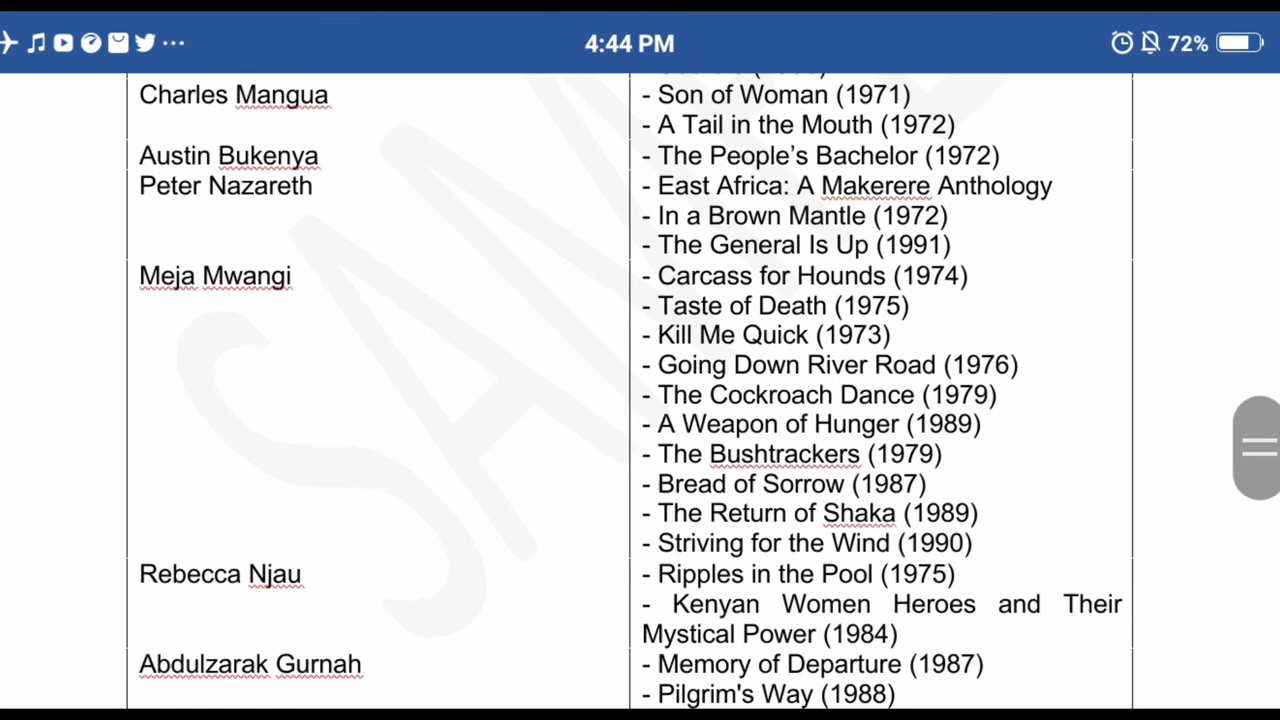 4:44 PM
72%
Charles Mangua
- Son of Woman (1971)
- A Tail in the Mouth (1972)
Austin Bukenya
- The People’s Bachelor (1972)
Peter Nazareth
- East Africa: A Makerere Anthology
- In a Brown Mantle (1972)
- The General Is Up (1991)
Meja Mwangi
- Carcass for Hounds (1974)
- Taste of Death (1975)
- Kill Me Quick (1973)
- Going Down River Road (1976)
- The Cockroach Dance (1979)
- A Weapon of Hunger (1989)
- The Bushtrackers (1979)
- Bread of Sorrow (1987)
- The Return of Shaka (1989)
- Striving for the Wind (1990)
Rebecca Njau
- Ripples in the Pool (1975)
- Kenyan Women Heroes and Their
Mystical Power (1984)
Abdulzarak Gurnah
- Memory of Departure (1987)
- Pilgrim's Way (1988)